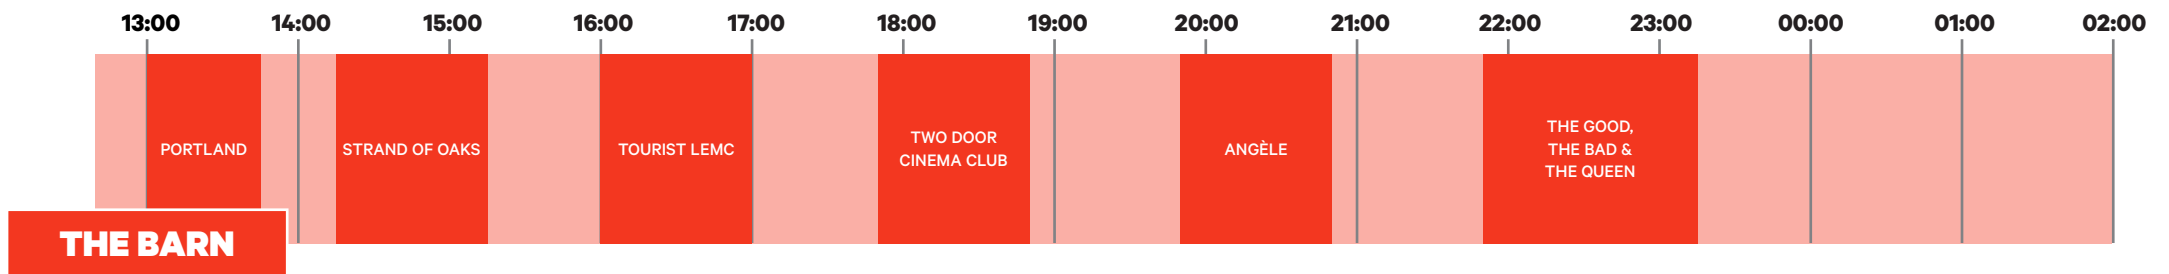 13:00 14:00 15:00 16:00 17:00 18:00 19:00 20:00 21:00 22:00 23:00 00:00 01:00 02:00
PORTLAND
STRAND OF OAKS
TOURIST LEMC
TWO DOOR
CINEMA CLUB
ANGÈLE
THE GOOD,
THE BAD &
THE QUEEN
THE BARN